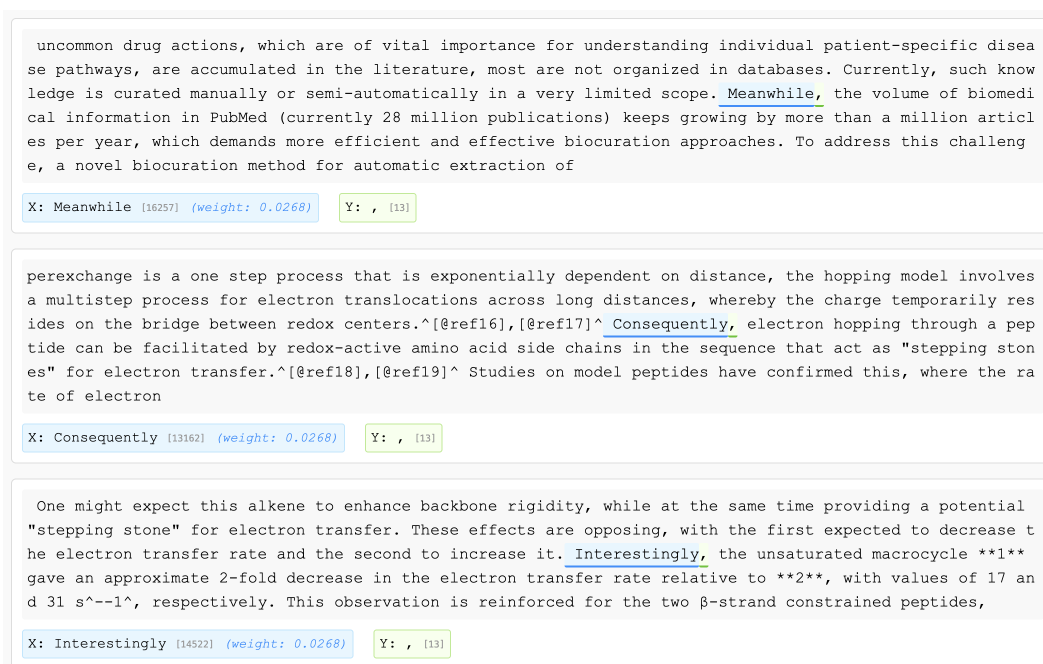 uncommon drug actions, which are of vital importance for understanding individual patient-specific disea
se pathways, are accumulated in the literature, most are not organized in databases. Currently, such know
ledge is curated manually or semi-automatically in a very limited scope. Meanwhile, the volume of biomedi
cal information in PubMed (currently 28 million publications) keeps growing by more than a million articl
es per year, which demands more efficient and effective biocuration approaches. To address this challeng
e, a novel biocuration method for automatic extraction of
X: Meanwhile [16257] (weight: 0.0268) Y: , [13]
perexchange is a one step process that is exponentially dependent on distance, the hopping model involves
a multistep process for electron translocations across long distances, whereby the charge temporarily res
ides on the bridge between redox centers.^[@ref16],[@ref17]^ Consequently, electron hopping through a pep
tide can be facilitated by redox-active amino acid side chains in the sequence that act as "stepping ston
es" for electron transfer.^[@ref18],[@ref19]^ Studies on model peptides have confirmed this, where the ra
te of electron
X: Consequently [13162] (weight: 0.0268) Y: , [13]
One might expect this alkene to enhance backbone rigidity, while at the same time providing a potential
"stepping stone" for electron transfer. These effects are opposing, with the first expected to decrease t
he electron transfer rate and the second to increase it. Interestingly, the unsaturated macrocycle **1**
gave an approximate 2-fold decrease in the electron transfer rate relative to **2**, with values of 17 an
d 31 s^--1^, respectively. This observation is reinforced for the two β-strand constrained peptides,
X: Interestingly [14522] (weight: 0.0268) Y: , [13]